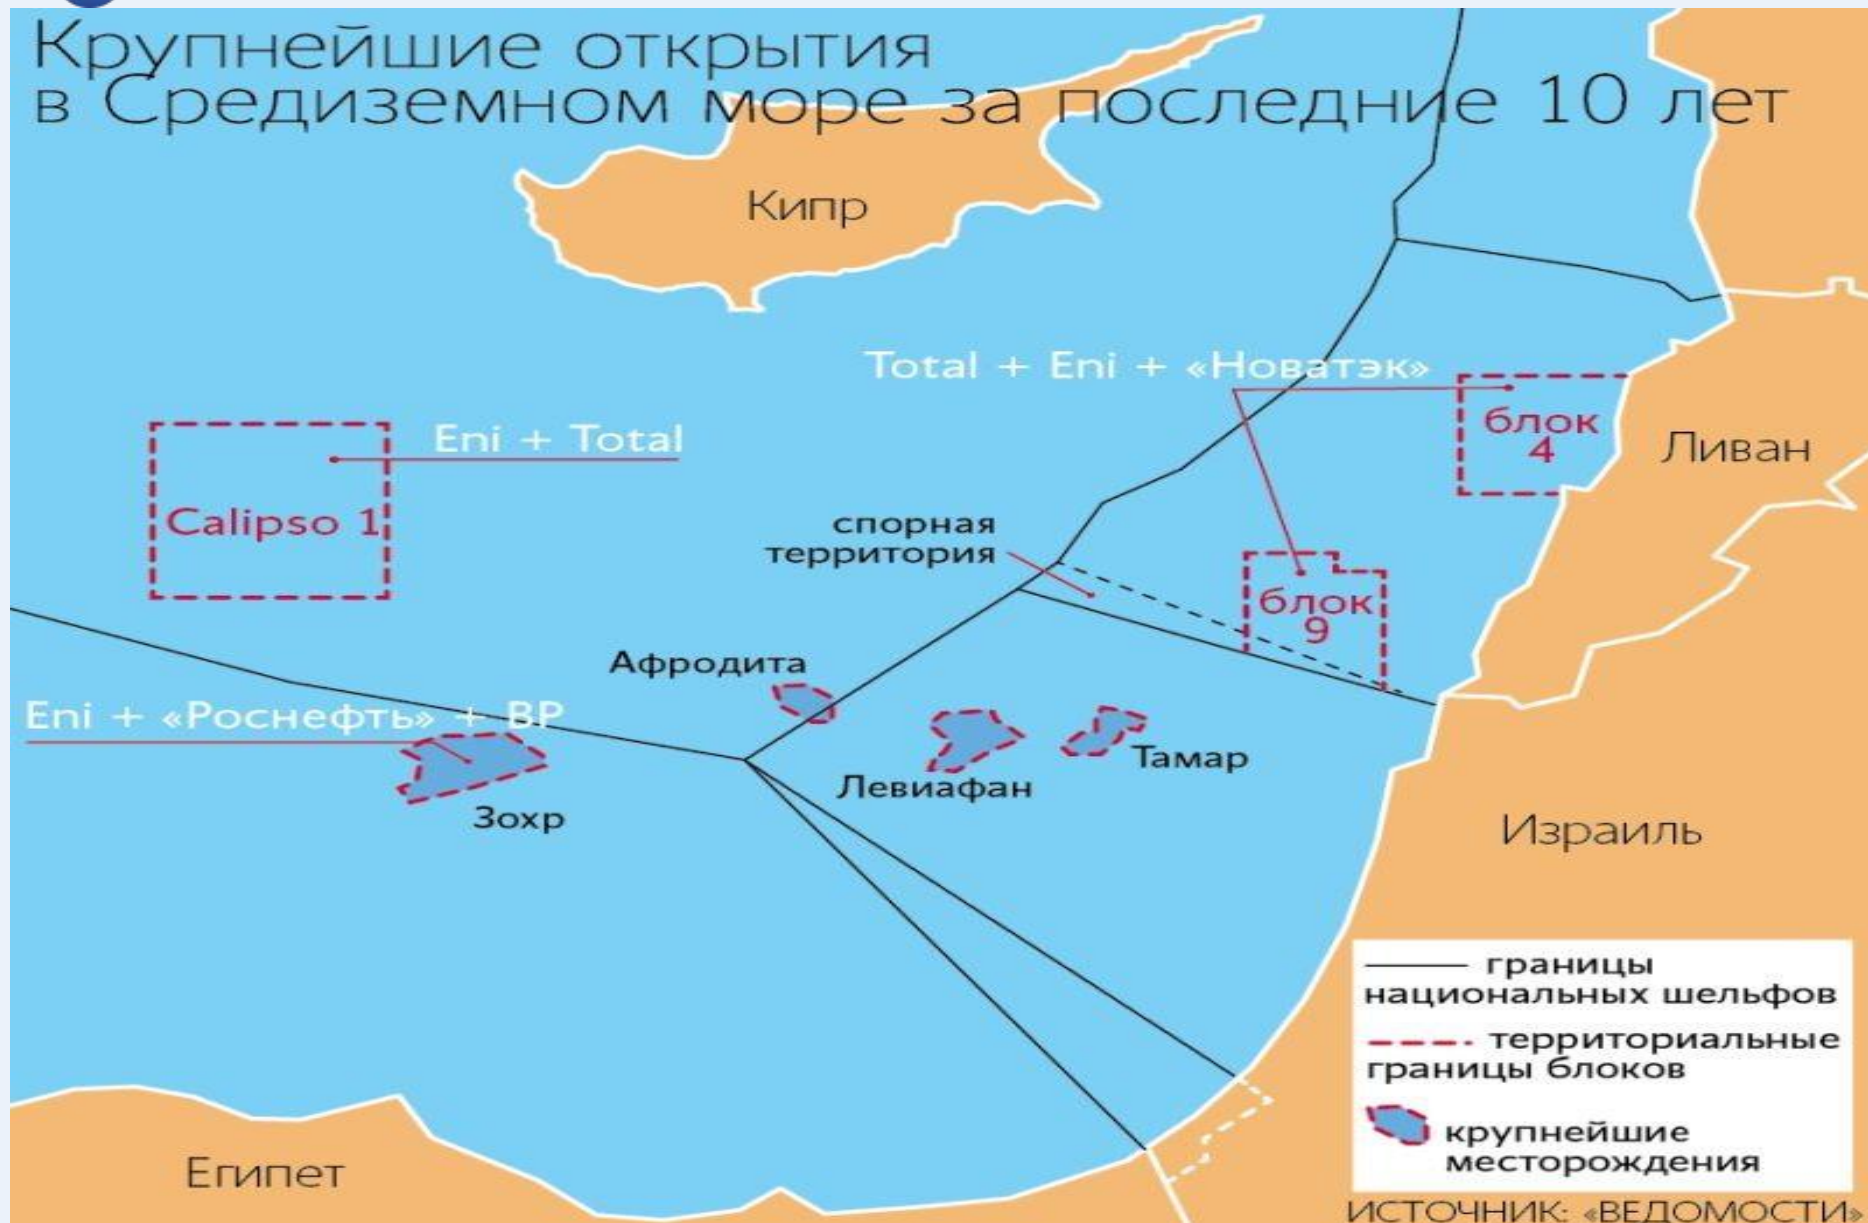 Крупнейшие открытия
в Средиземном море за последние 10 лет
Кипр
Total + Eni + «Новатэк»
блок
4
Ливан
Eni + Total
Calipso 1
спорная
территория
блок
9
Афродита
Eni + «Роснефть» + BP
Зохр
Левиафан
Тамар
Израиль
границы
национальных шельфов
территориальные
границы блоков
крупнейшие
месторождения
Египет
ИСТОЧНИК: «ВЕДОМОСТИ»